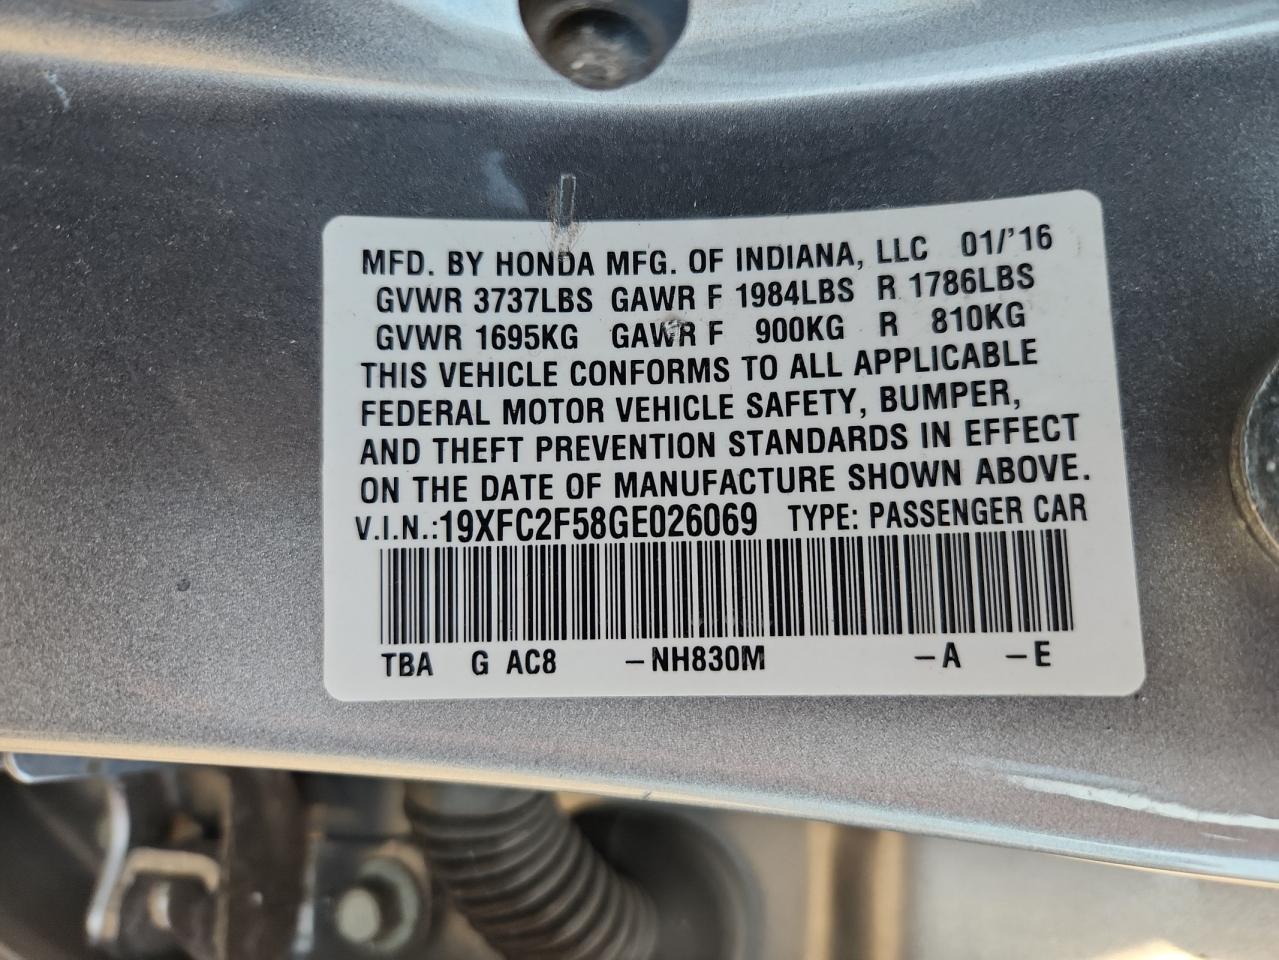 MFD. BY HONDA MFG. OF INDIANA, LLC 01/'16
GVWR 3737LBS GAWR F 1984LBS R 1786LBS
GVWR 1695KG GAWR F 900KG R 810KG
THIS VEHICLE CONFORMS TO ALL APPLICABLE
FEDERAL MOTOR VEHICLE SAFETY, BUMPER,
AND THEFT PREVENTION STANDARDS IN EFFECT
ON THE DATE OF MANUFACTURE SHOWN ABOVE.
V.I.N.:19XFC2F58GE026069 TYPE: PASSENGER CAR
TBA G AC8 –NH830M –A –E